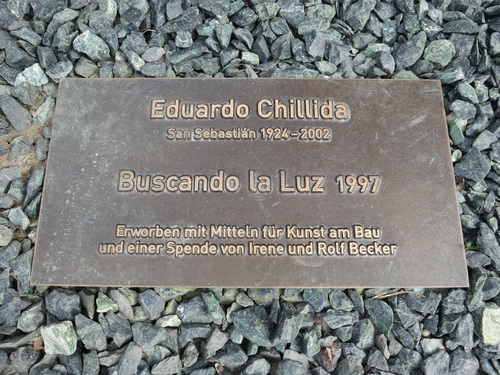 Eduardo Chillida
San Sebastián 1924–2002
Buscando la Luz 1997
Erworben mit Mitteln für Kunst am Bau
und einer Spende von Irene und Rolf Becker